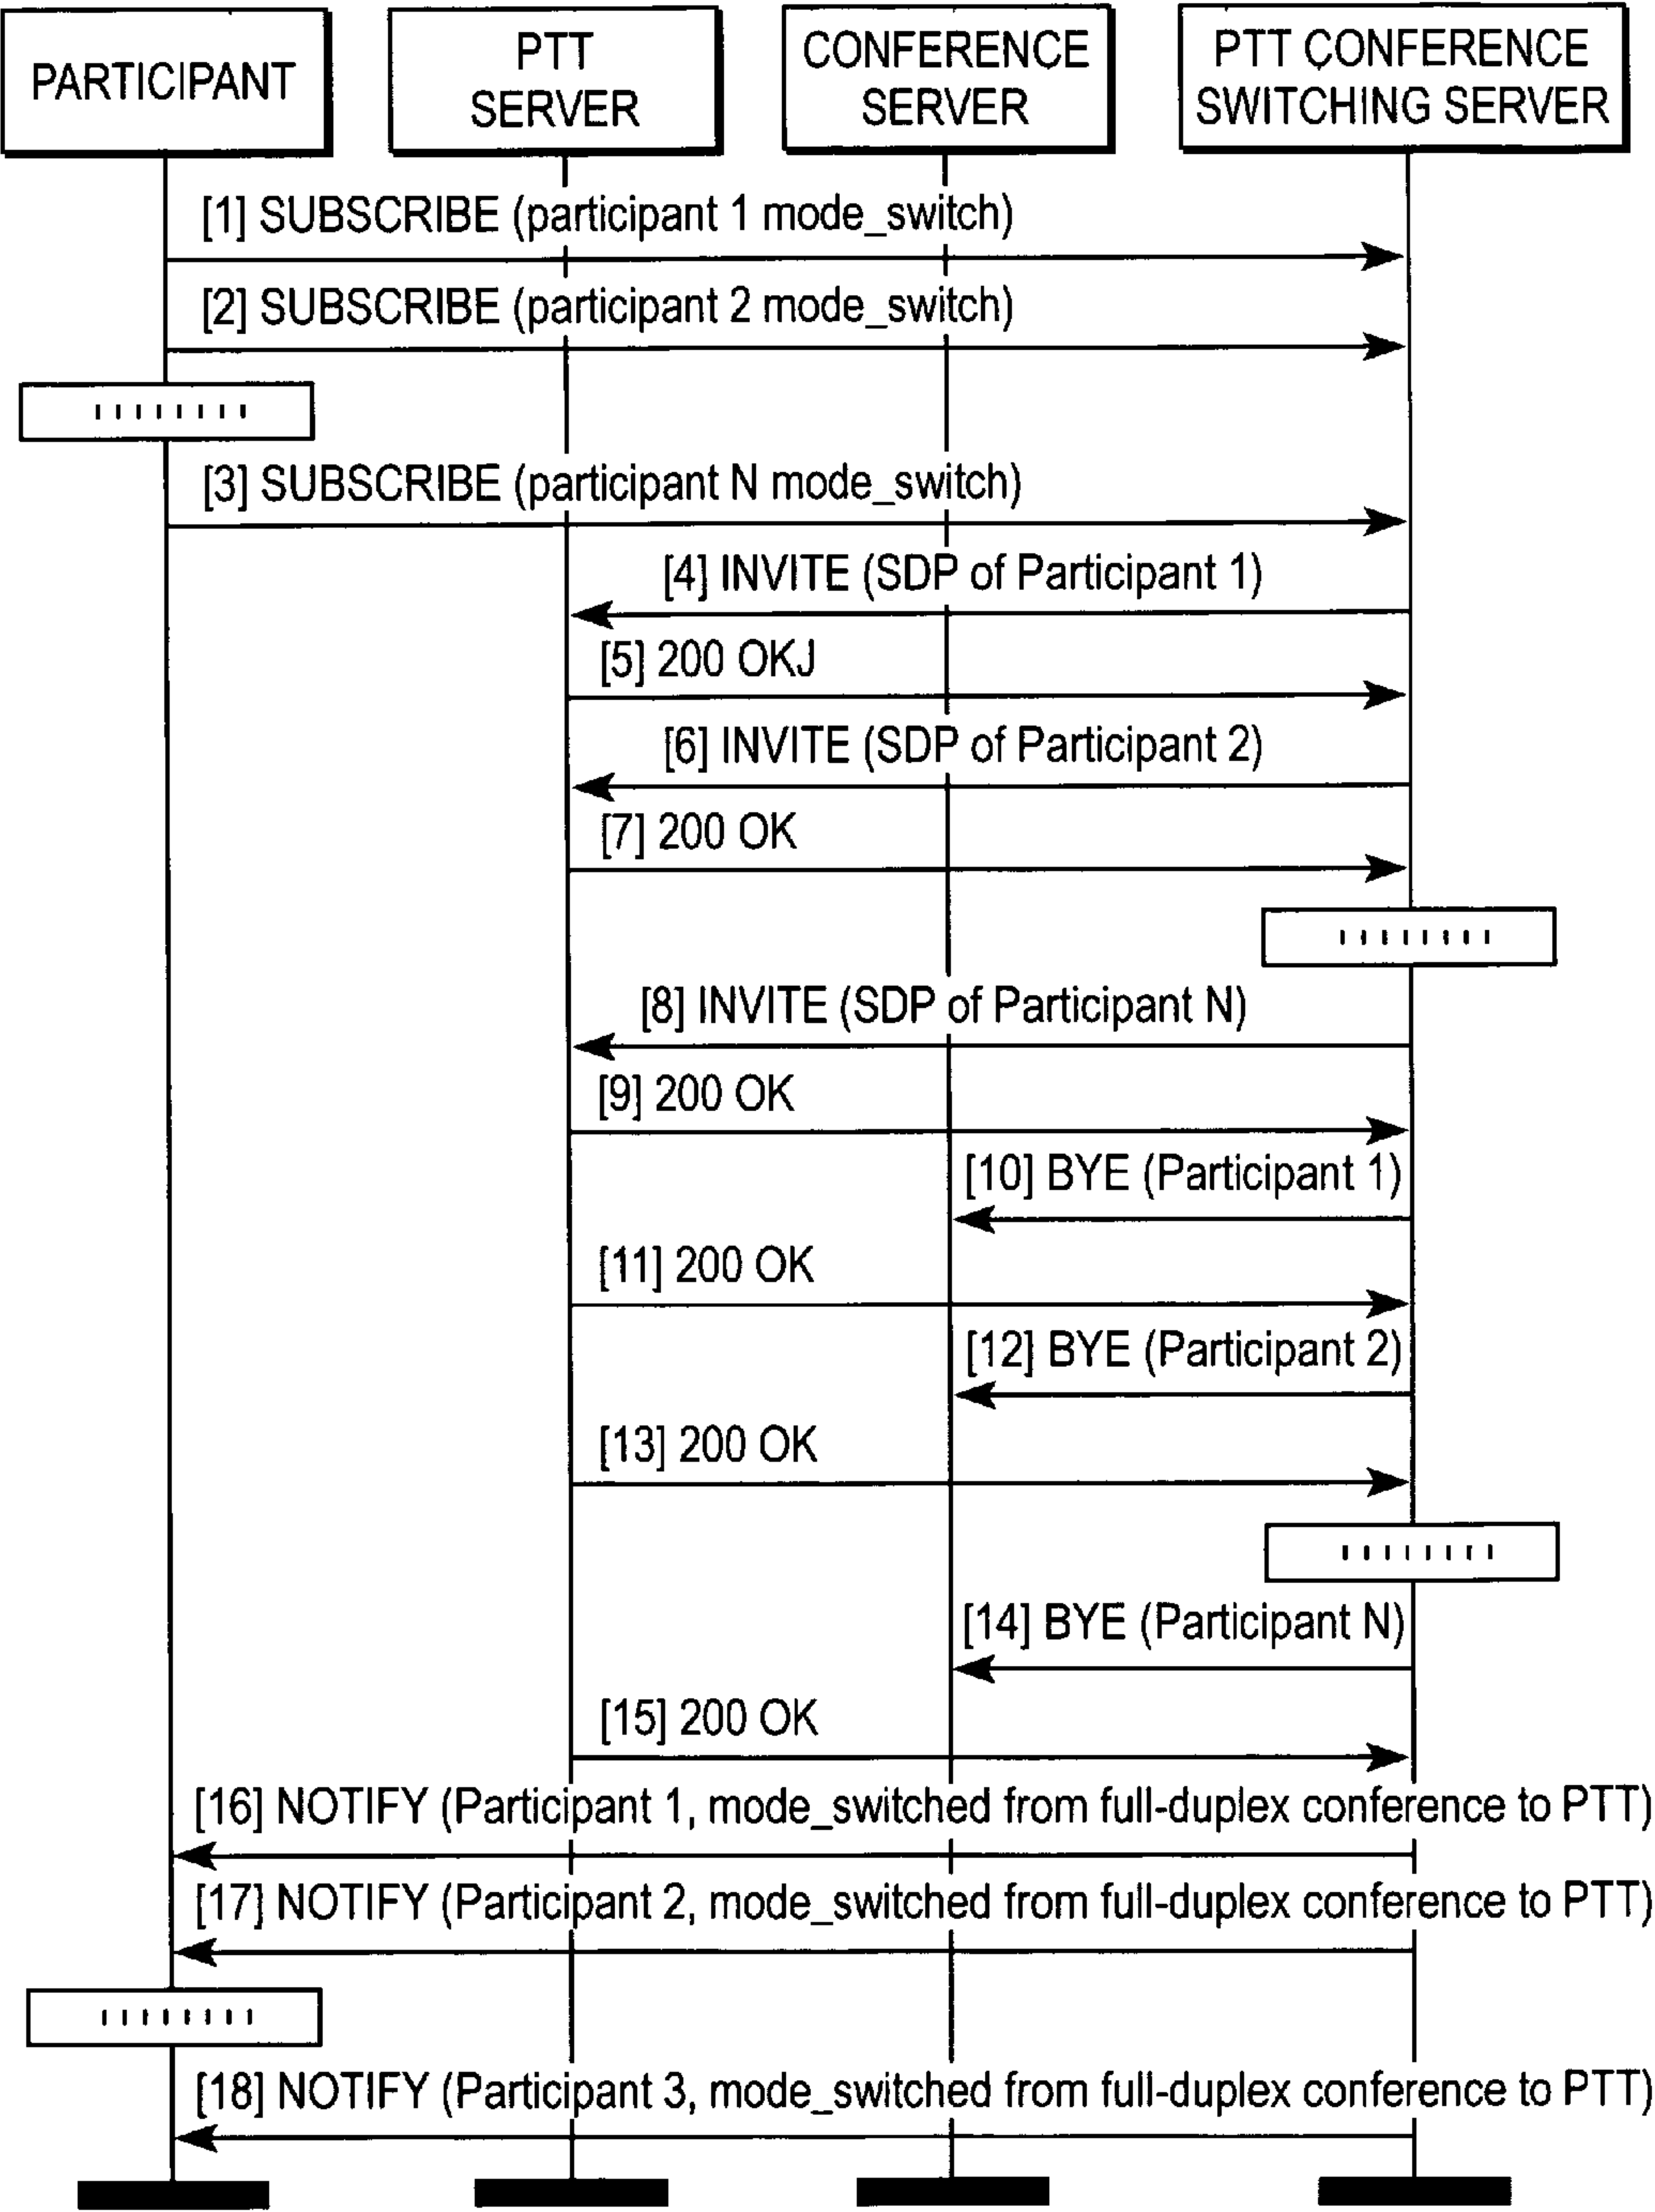 PARTICIPANT
PTT
SERVER
CONFERENCE
SERVER
PTT CONFERENCE
SWITCHING SERVER
[1] SUBSCRIBE (participant 1 mode_switch)
[2] SUBSCRIBE (participant 2 mode_switch)
[3] SUBSCRIBE (participant N mode_switch)
[4] INVITE (SDP of Participant 1)
[5] 200 OKJ
[6] INVITE (SDP of Participant 2)
[7] 200 OK
[8] INVITE (SDP of Participant N)
[9] 200 OK
[10] BYE (Participant 1)
[11] 200 OK
[12] BYE (Participant 2)
[13] 200 OK
[14] BYE (Participant N)
[15] 200 OK
[16] NOTIFY (Participant 1, mode_switched from full-duplex conference to PTT)
[17] NOTIFY (Participant 2, mode_switched from full-duplex conference to PTT)
[18] NOTIFY (Participant 3, mode_switched from full-duplex conference to PTT)